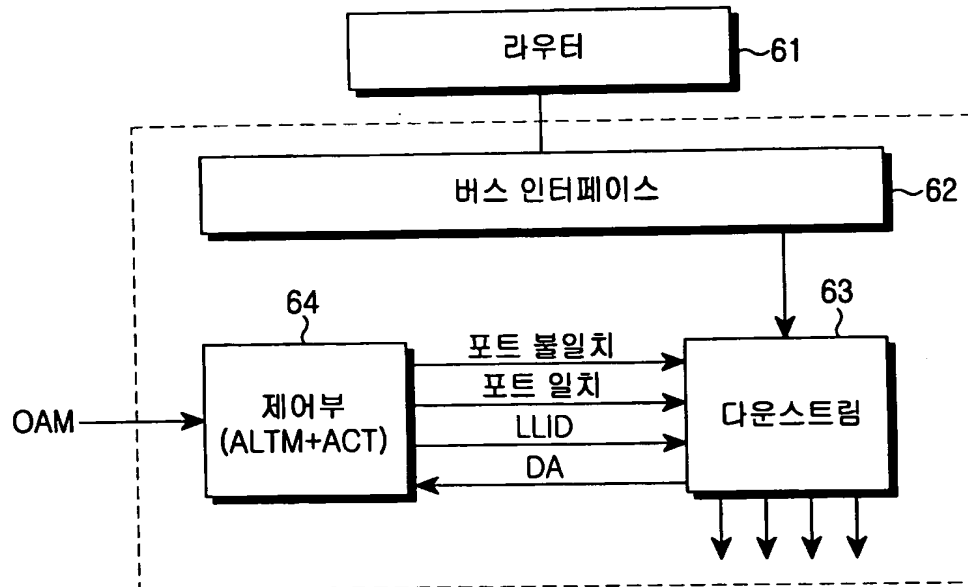 라우터
61
버스 인터페이스
62
64
63
포트 불일치
포트 일치
LLID
DA
OAM
제어부
(ALTM+ACT)
다운스트림